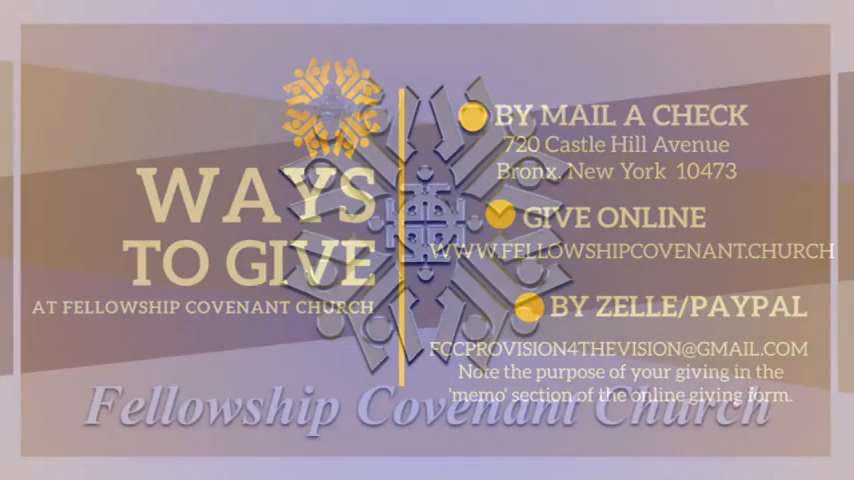 WAYS
TO GIVE
AT FELLOWSHIP COVENANT CHURCH
BY MAIL A CHECK
720 Castle Hill Avenue
Bronx, New York 10473
GIVE ONLINE
WWW.FELLOWSHIPCOVENANT.CHURCH
BY ZELLE/PAYPAL
FCCPROVISION4THEVISION@GMAIL.COM
Note the purpose of your giving in the
'memo' section of the online giving form.
Fellowship Covenant Church